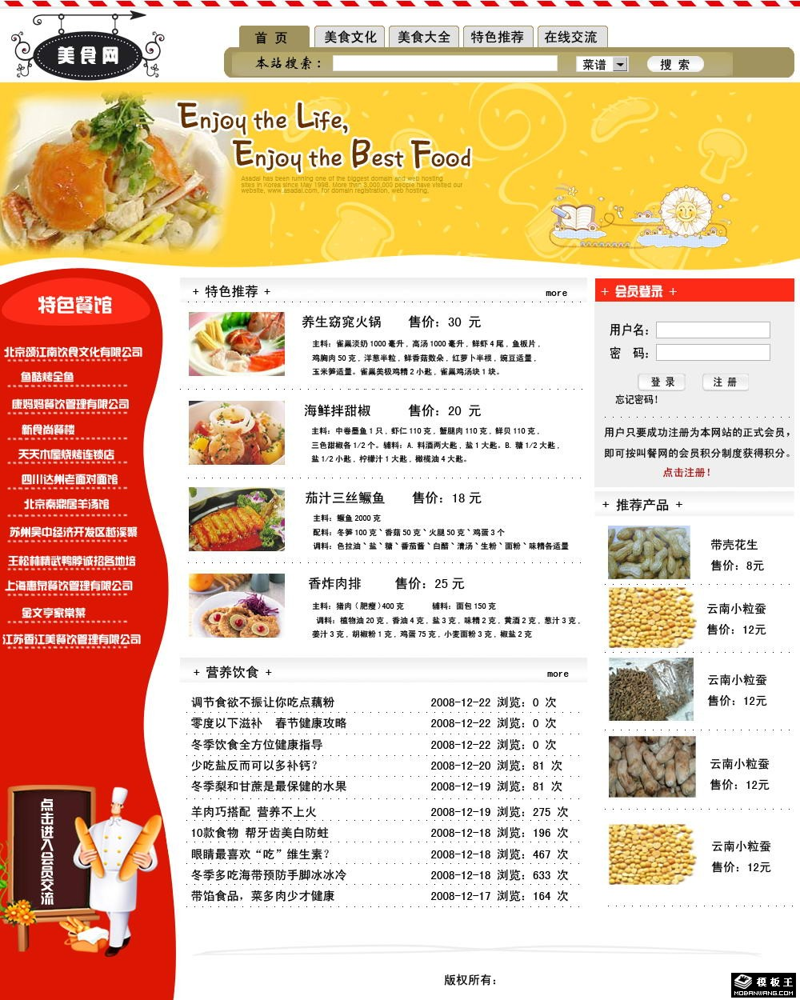 美食网
首 页
美食文化
美食大全
特色推荐
在线交流
本站搜索：
菜谱
搜 索
Enjoy the Life,
Enjoy the Best Food
Asadal has been running one of the biggest domain and web hosting
sites in Korea since May 1998. More than 3,000,000 people have visited our
website, www.asadal.com, for domain registration, web hosting.
特色餐馆
北京颂江南饮食文化有限公司
鱼酷烤全鱼
康妈妈餐饮管理有限公司
新食尚餐楼
天天木屋烧烤连锁店
四川达州老面对面馆
北京秦鼎居羊汤馆
苏州吴中经济开发区越溪聚
王松林精武鸭脖诚招各地培
上海惠泉餐饮管理有限公司
金文亨家常菜
江苏香江美餐饮管理有限公司
点击进入会员交流
+ 特色推荐 +
more
养生窈窕火锅 售价：30 元
主料：雀巢淡奶 1000 毫升，高汤 1000 毫升，鲜虾 4 尾，鱼板片，
鸡胸肉 50 克，洋葱半粒，鲜香菇数朵，红萝卜半根，豌豆适量，
玉米笋适量。雀巢美极鸡精 2 小匙，雀巢鸡汤块 1 块。
海鲜拌甜椒 售价：20 元
主料：中卷墨鱼 1 只，虾仁 110 克，蟹腿肉 110 克，鲜贝 110 克，
三色甜椒各 1/2 个。辅料：A. 料酒两大匙，盐 1 大匙。B. 糖 1/2 大匙，
盐 1/2 小匙，柠檬汁 1 大匙，橄榄油 4 大匙。
茄汁三丝鳜鱼 售价：18 元
主料：鳜鱼 2000 克
配料：冬笋 100 克、香菇 50 克、火腿 50 克、鸡蛋 3 个
调料：色拉油、盐、糖、番茄酱、白醋、清汤、生粉、面粉、味精各适量
香炸肉排 售价：25 元
主料：猪肉（肥瘦）400 克 辅料：面包 150 克
调料：植物油 20 克，香油 4 克，盐 3 克，味精 2 克，黄酒 2 克，葱汁 3 克，
姜汁 3 克，胡椒粉 1 克，鸡蛋 75 克，小麦面粉 3 克，椒盐 2 克
+ 营养饮食 +
more
调节食欲不振让你吃点藕粉 2008-12-22 浏览：0 次
零度以下滋补 春节健康攻略 2008-12-22 浏览：0 次
冬季饮食全方位健康指导 2008-12-22 浏览：0 次
少吃盐反而可以多补钙？ 2008-12-20 浏览：81 次
冬季梨和甘蔗是最保健的水果 2008-12-19 浏览：81 次
羊肉巧搭配 营养不上火 2008-12-19 浏览：275 次
10款食物 帮牙齿美白防蛀 2008-12-18 浏览：196 次
眼睛最喜欢“吃”维生素？ 2008-12-18 浏览：467 次
冬季多吃海带预防手脚冰冰冷 2008-12-18 浏览：633 次
带馅食品，菜多肉少才健康 2008-12-17 浏览：164 次
+ 会员登录 +
用户名：
密 码：
登 录
注 册
忘记密码！
用户只要成功注册为本网站的正式会员，
即可按叫餐网的会员积分制度获得积分。
点击注册！
+ 推荐产品 +
带壳花生
售价：8元
云南小粒蚕
售价：12元
云南小粒蚕
售价：12元
云南小粒蚕
售价：12元
云南小粒蚕
售价：12元
版权所有：
模板王
MOBANWANG.COM